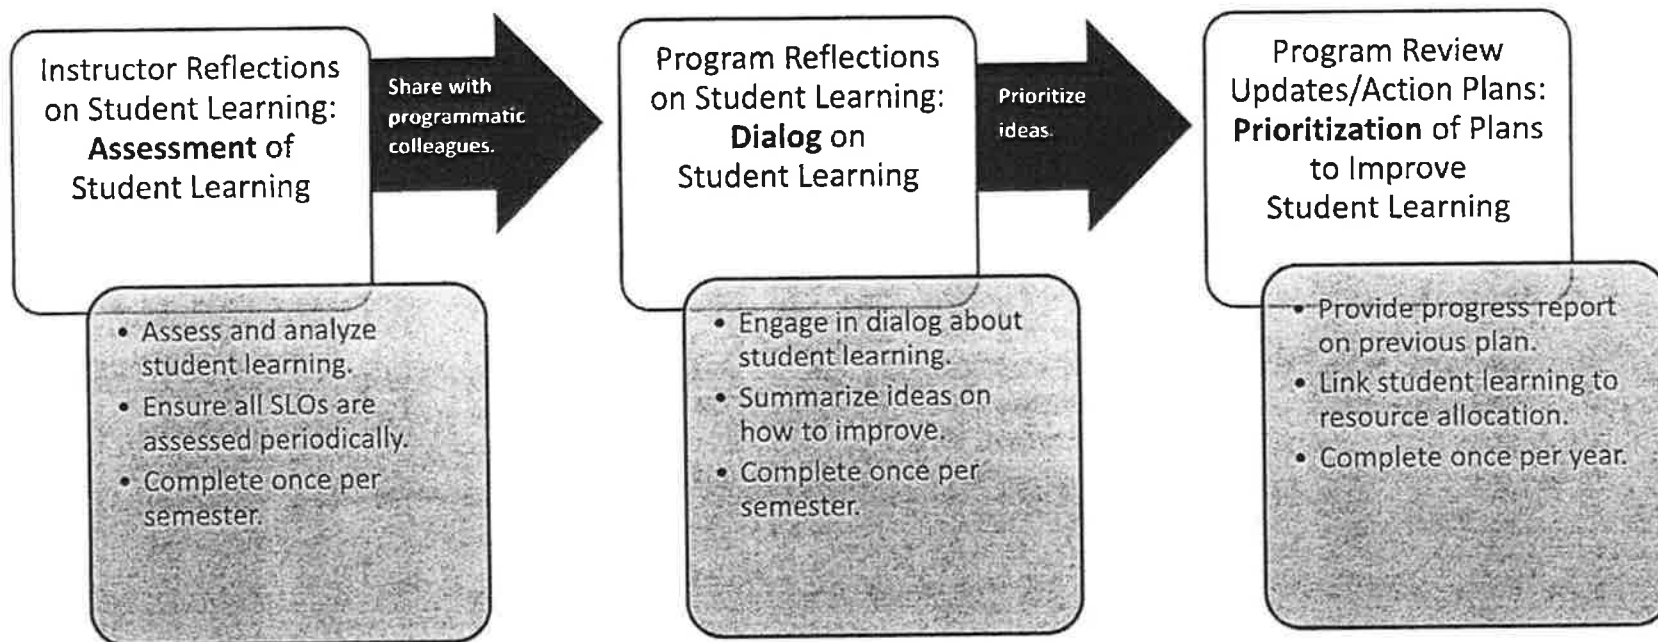 Instructor Reflections
on Student Learning:
Assessment of
Student Learning
Share with
programmatic
colleagues.
Program Reflections
on Student Learning:
Dialog on
Student Learning
Prioritize
ideas.
Program Review
Updates/Action Plans:
Prioritization of Plans
to Improve
Student Learning
• Assess and analyze
student learning.
• Ensure all SLOs are
assessed periodically.
• Complete once per
semester.
• Engage in dialog about
student learning.
• Summarize ideas on
how to improve.
• Complete once per
semester.
• Provide progress report
on previous plan.
• Link student learning to
resource allocation.
• Complete once per year.